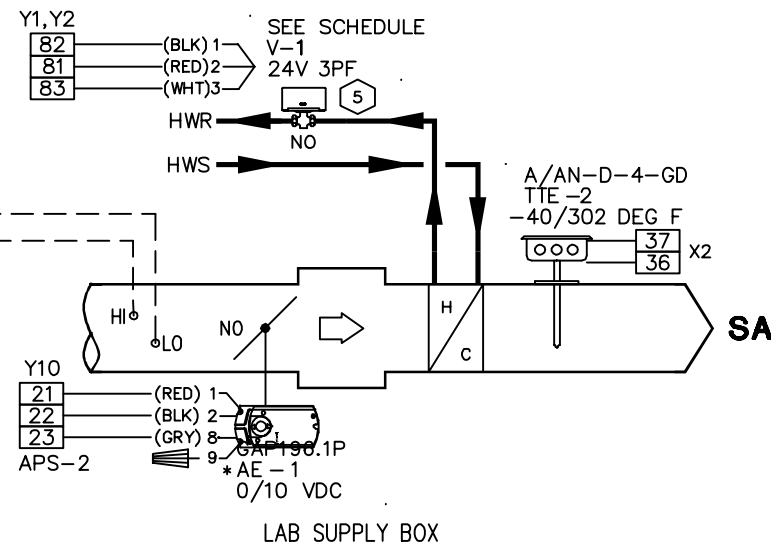 Y1,Y2
82 (BLK) 1
81 (RED) 2
83 (WHT)3
SEE SCHEDULE
V-1
24V 3PF
5
HWR
NO
HWS
A/AN-D-4-GD
TTE-2
-40/302 DEG F
37
36
X2
HI
LO
NO
H
C
SA
Y10
21 (RED) 1
22 (BLK) 2
23 (GRY) 8
9
APS-2
GAP196.1P
*AE-1
0/10 VDC
LAB SUPPLY BOX